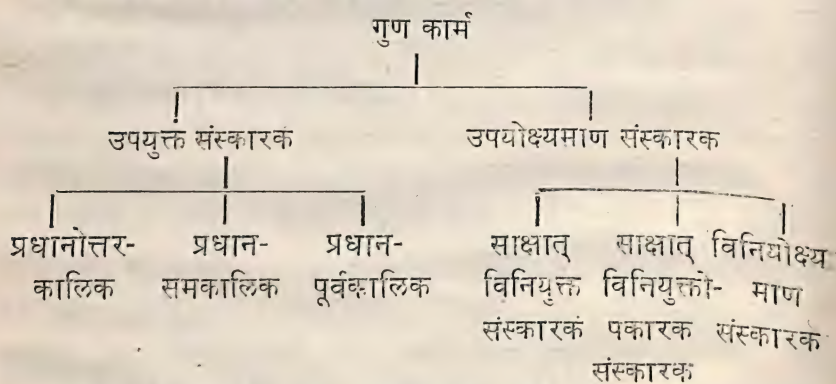 गुण कार्म
उपयुक्त संस्कारक उपयोक्ष्यमाण संस्कारक
प्रधानोत्तर- प्रधान- प्रधान- साक्षात् साक्षात् विनियोक्ष्य
कालिक समकालिक पूर्वकालिक विनियुक्त विनियुक्तो- माण
संस्कारकं पकारक संस्कारक
संस्कारक